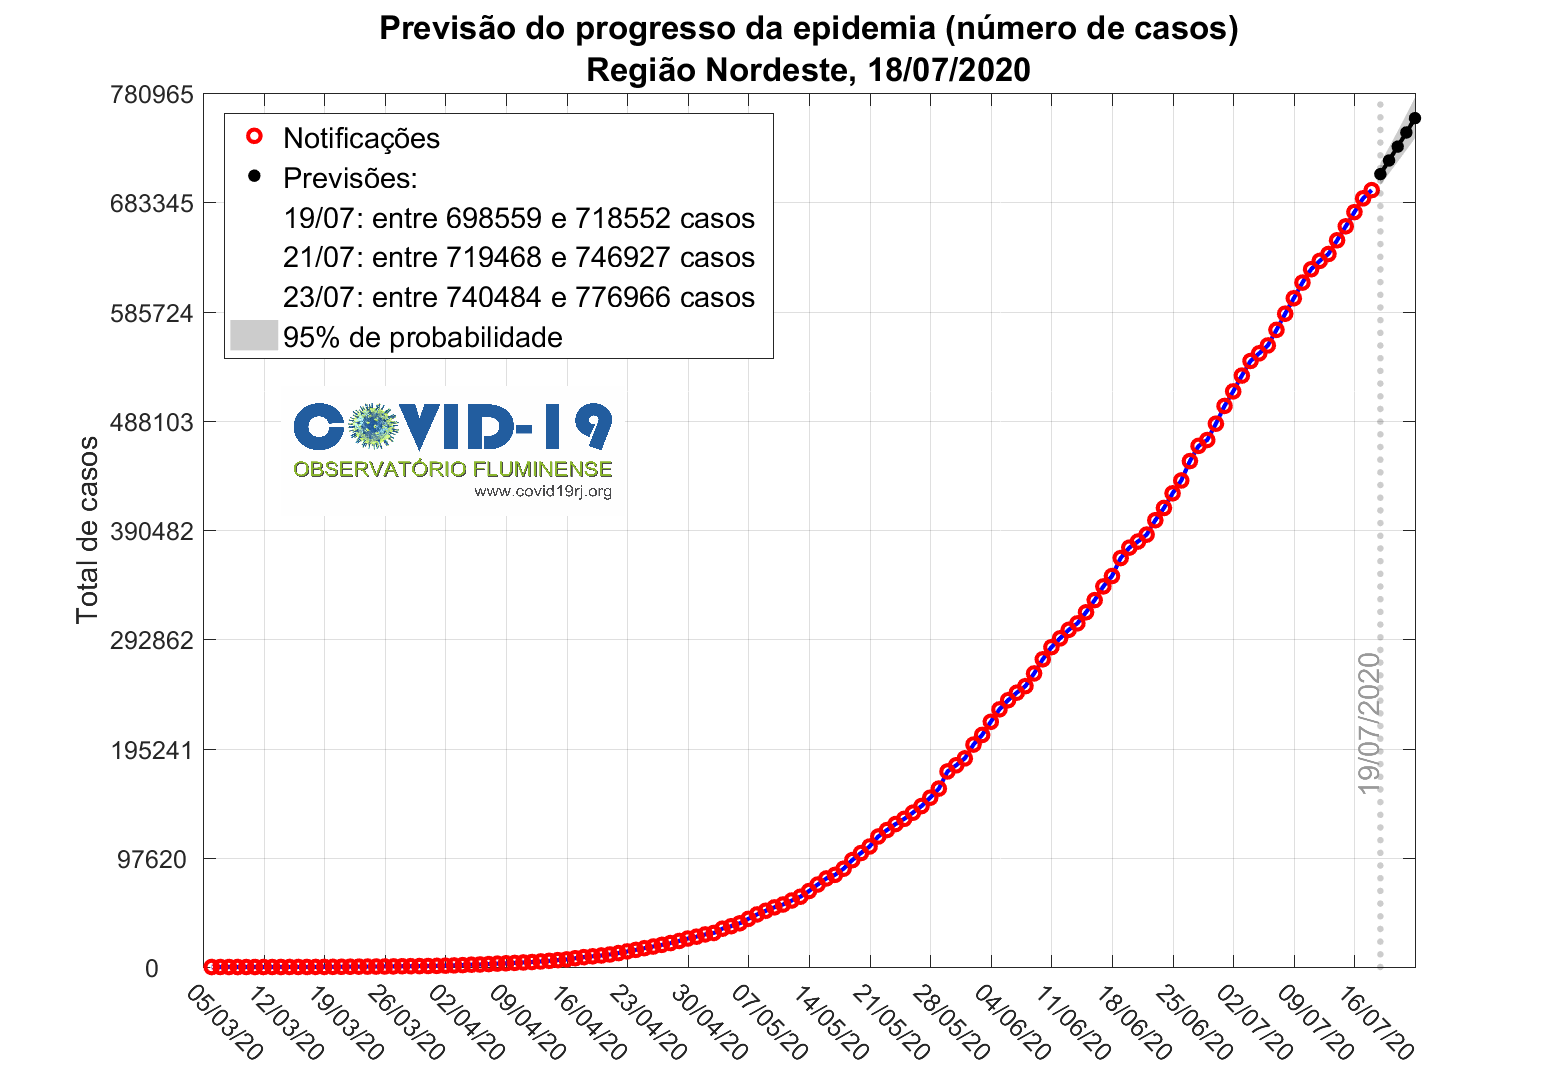 Previsão do progresso da epidemia (número de casos)
Região Nordeste, 18/07/2020
Notificações
Previsões:
19/07: entre 698559 e 718552 casos
21/07: entre 719468 e 746927 casos
23/07: entre 740484 e 776966 casos
95% de probabilidade
COVID-19
OBSERVATÓRIO FLUMINENSE
www.covid19rj.org
Total de casos
780965
683345
585724
488103
390482
292862
195241
97620
0
19/07/2020
05/03/20
12/03/20
19/03/20
26/03/20
02/04/20
09/04/20
16/04/20
23/04/20
30/04/20
07/05/20
14/05/20
21/05/20
28/05/20
04/06/20
11/06/20
18/06/20
25/06/20
02/07/20
09/07/20
16/07/20